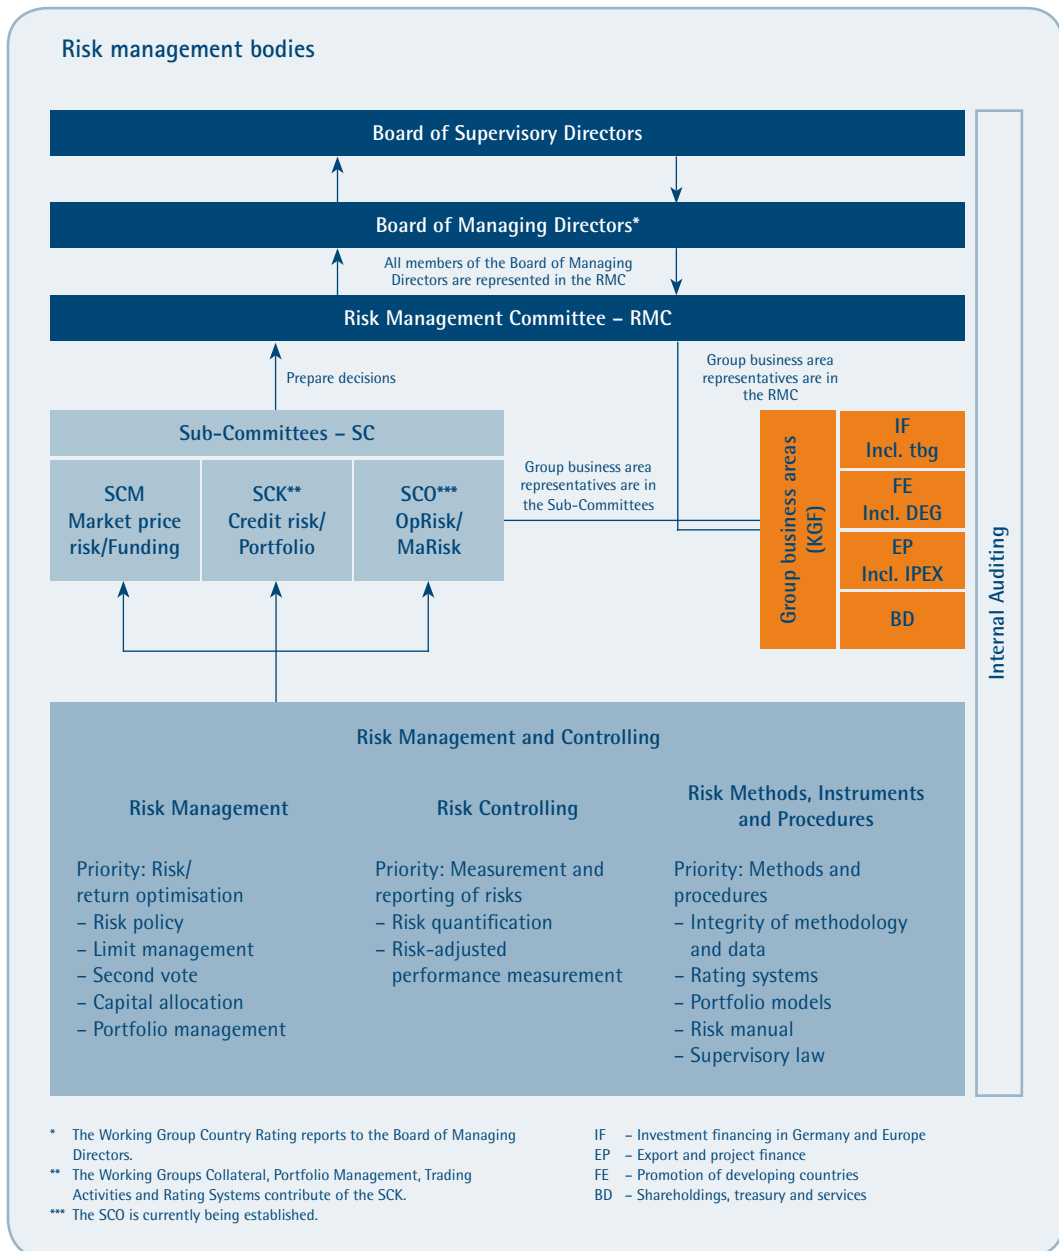 Risk management bodies
Board of Supervisory Directors
Board of Managing Directors*
All members of the Board of Managing
Directors are represented in the RMC
Risk Management Committee – RMC
Prepare decisions
Group business area
representatives are in
the RMC
Sub-Committees – SC
SCM
Market price
risk/Funding
SCK**
Credit risk/
Portfolio
SCO***
OpRisk/
MaRisk
Group business area
representatives are in
the Sub-Committees
Group business areas
(KGF)
IF
Incl. tbg
FE
Incl. DEG
EP
Incl. IPEX
BD
Internal Auditing
Risk Management and Controlling
Risk Management
Priority: Risk/
return optimisation
– Risk policy
– Limit management
– Second vote
– Capital allocation
– Portfolio management
Risk Controlling
Priority: Measurement and
reporting of risks
– Risk quantification
– Risk-adjusted
performance measurement
Risk Methods, Instruments
and Procedures
Priority: Methods and
procedures
– Integrity of methodology
and data
– Rating systems
– Portfolio models
– Risk manual
– Supervisory law
* The Working Group Country Rating reports to the Board of Managing
Directors.
** The Working Groups Collateral, Portfolio Management, Trading
Activities and Rating Systems contribute of the SCK.
*** The SCO is currently being established.
IF – Investment financing in Germany and Europe
EP – Export and project finance
FE – Promotion of developing countries
BD – Shareholdings, treasury and services